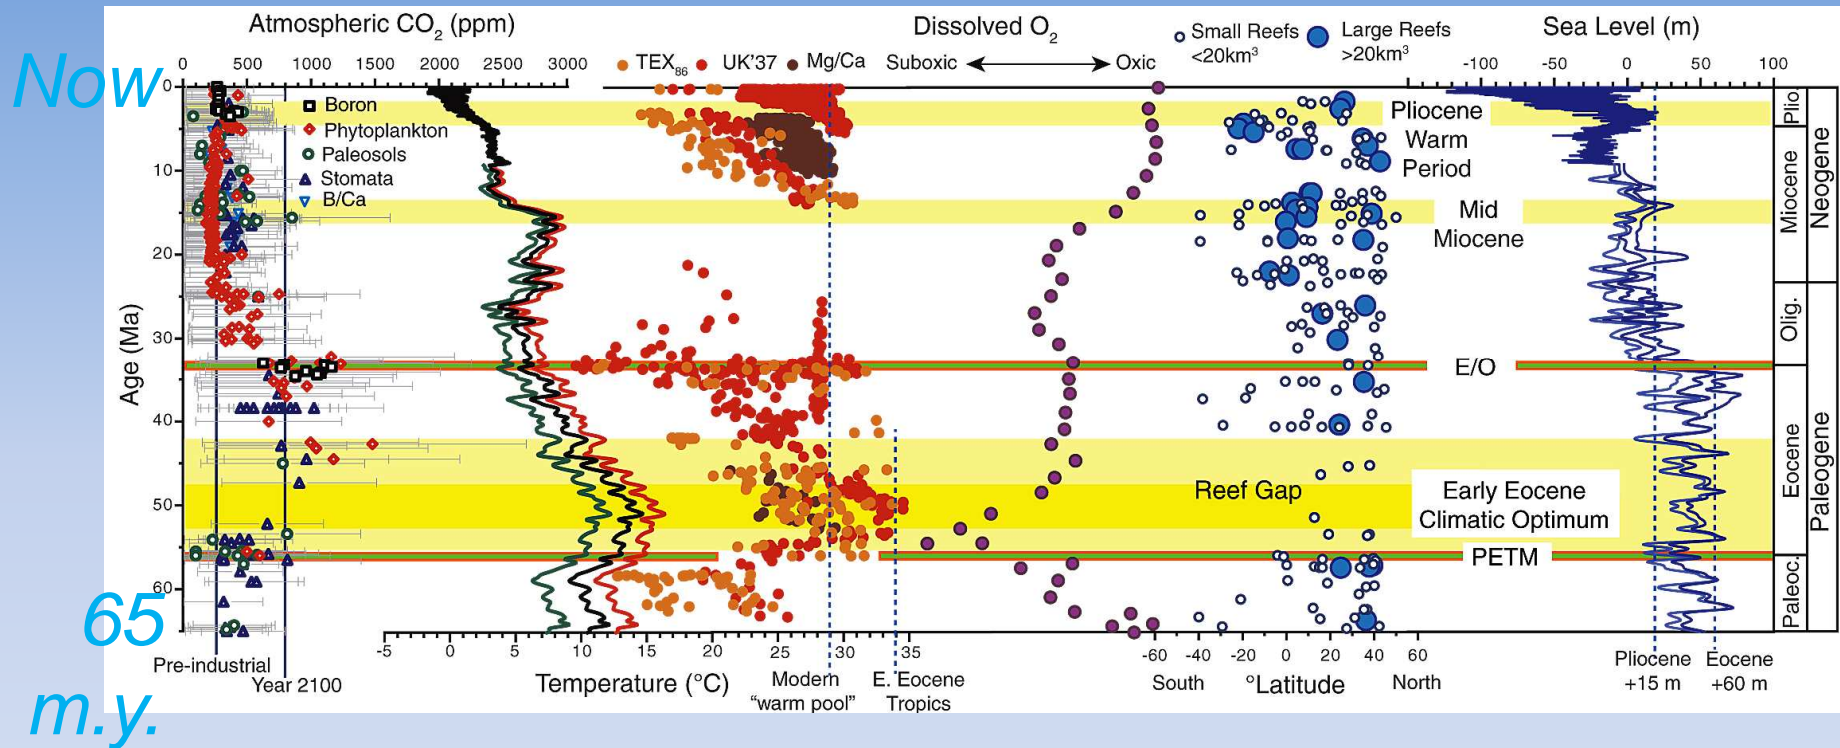 Now
65
m.y.
Atmospheric CO2 (ppm)
0 500 1000 1500 2000 2500 3000
Boron
Phytoplankton
Paleosols
Stomata
B/Ca
Age (Ma)
0
10
20
30
40
50
60
Pre-industrial
Year 2100
TEX86 UK'37 Mg/Ca
-5 0 5 10 15 20 25 30 35
Temperature (°C)
Modern
"warm pool"
E. Eocene
Tropics
Dissolved O2
Suboxic Oxic
Small Reefs
<20km3
Large Reefs
>20km3
Pliocene
Warm
Period
Mid
Miocene
E/O
Reef Gap
Early Eocene
Climatic Optimum
PETM
-60 -40 -20 0 20 40 60
South °Latitude North
Sea Level (m)
-100 -50 0 50 100
Pliocene
+15 m
Eocene
+60 m
Plio.
Miocene
Olig.
Eocene
Paleoc.
Neogene
Paleogene